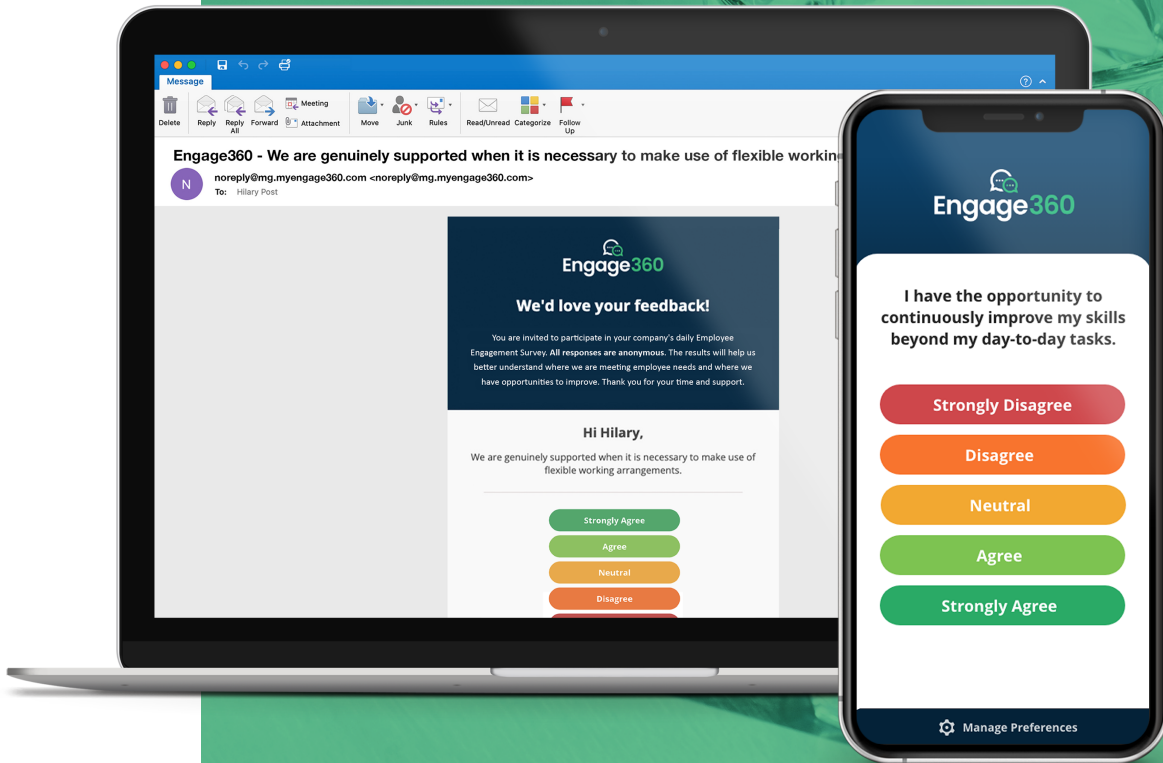 Message
Delete
Reply
Reply
All
Forward
Meeting
Attachment
Move
Junk
Rules
Read/Unread
Categorize
Follow
Up
Engage360 - We are genuinely supported when it is necessary to make use of flexible workin
N
noreply@mg.myengage360.com <noreply@mg.myengage360.com>
To: Hilary Post
Engage360
We'd love your feedback!
You are invited to participate in your company's daily Employee
Engagement Survey. All responses are anonymous. The results will help us
better understand where we are meeting employee needs and where we
have opportunities to improve. Thank you for your time and support.
Hi Hilary,
We are genuinely supported when it is necessary to make use of
flexible working arrangements.
Strongly Agree
Agree
Neutral
Disagree
Engage360
I have the opportunity to
continuously improve my skills
beyond my day-to-day tasks.
Strongly Disagree
Disagree
Neutral
Agree
Strongly Agree
Manage Preferences